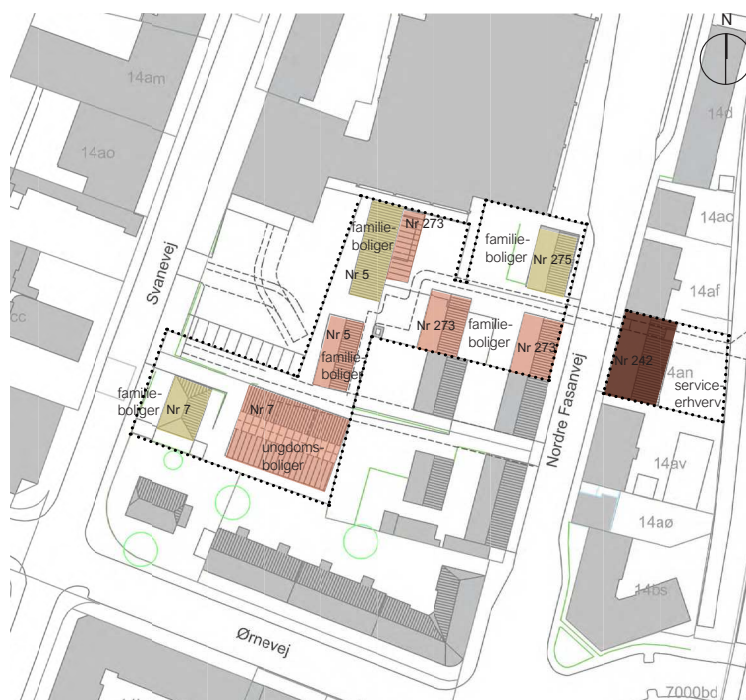 N
14am
14d
14ao
14ac
Nr 273
familie-
boliger
familie-
boliger
Nr 275
Svanevej
Nr 5
14af
cc
Nr 5
familie-
boliger
Nr 273
familie-
boliger
Nr 273
Nr 242
14an
service-
erhverv
familie-
boliger
Nr 7
Nr 7
ungdoms-
boliger
Nordre Fasanvej
14av
14aø
14bs
Ørnevej
7000bd